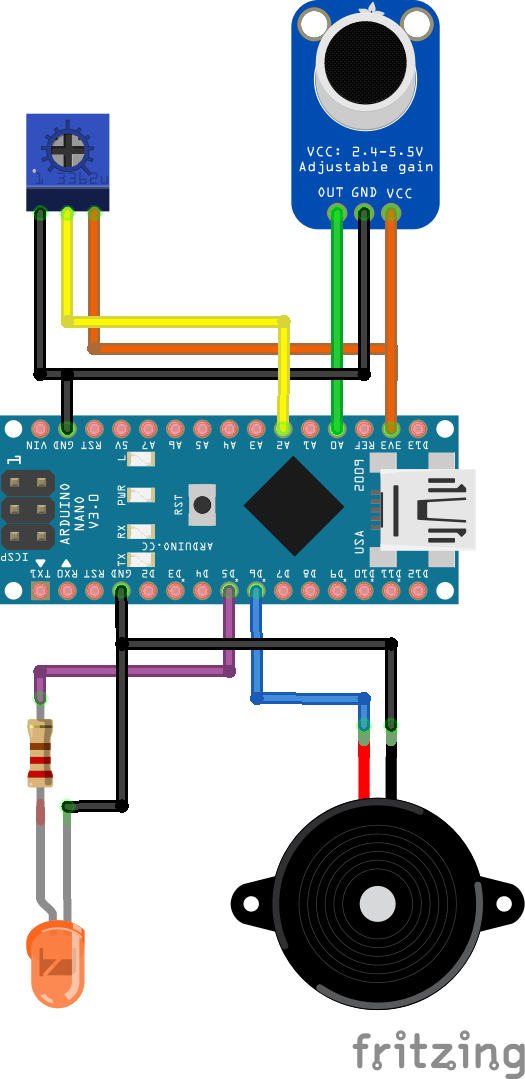 1 3362u
VCC: 2.4-5.5V
Adjustable gain
OUT GND VCC
VIN GND RST 5V A7 A6 A5 A4 A3 A2 A1 A0 REF 3V3 D13
1
L
PWR
RX
TX
RST
ARDUINO
NANO
V3.0
ARDUINO.CC
2009
USA
ICSP
TX1 RX0 RST GND D2 D3 D4 D5 D6 D7 D8 D9 D10 D11 D12
fritzing